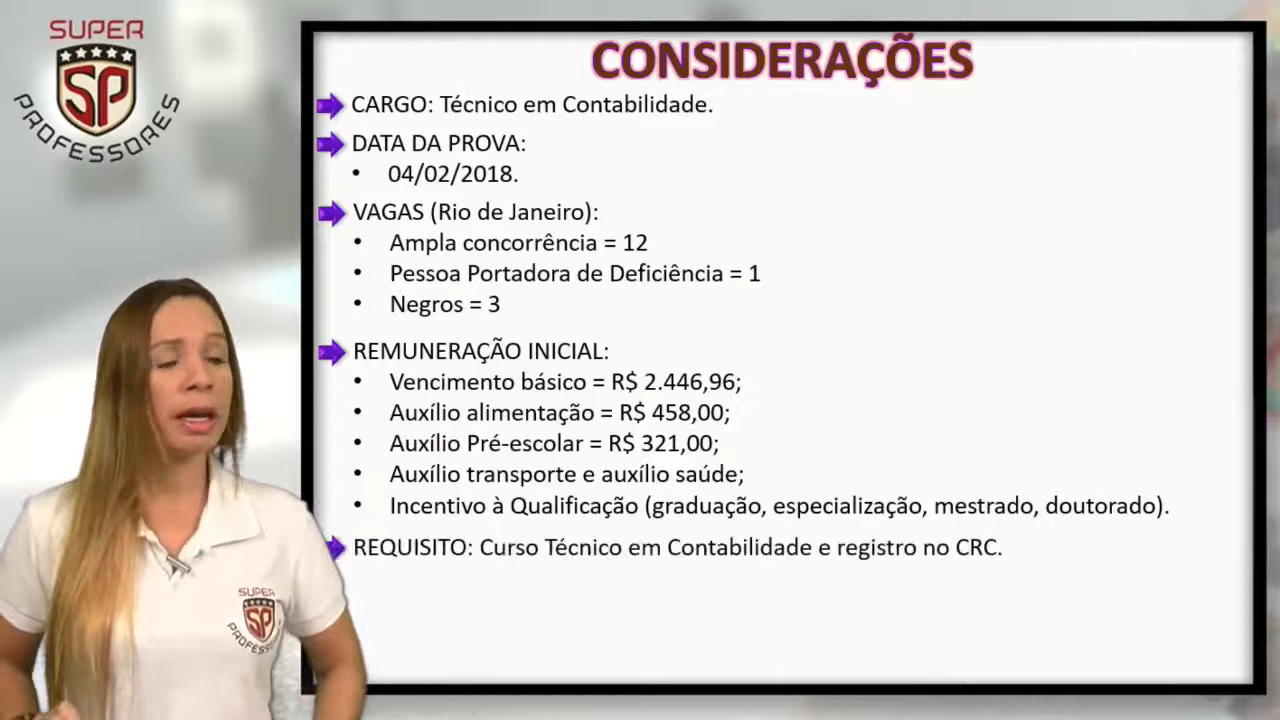 SUPER
SP
PROFESSORES
CONSIDERAÇÕES
CARGO: Técnico em Contabilidade.
DATA DA PROVA:
• 04/02/2018.
VAGAS (Rio de Janeiro):
• Ampla concorrência = 12
• Pessoa Portadora de Deficiência = 1
• Negros = 3
REMUNERAÇÃO INICIAL:
• Vencimento básico = R$ 2.446,96;
• Auxílio alimentação = R$ 458,00;
• Auxílio Pré-escolar = R$ 321,00;
• Auxílio transporte e auxílio saúde;
• Incentivo à Qualificação (graduação, especialização, mestrado, doutorado).
REQUISITO: Curso Técnico em Contabilidade e registro no CRC.
SUPER
SP
PROFESSORES